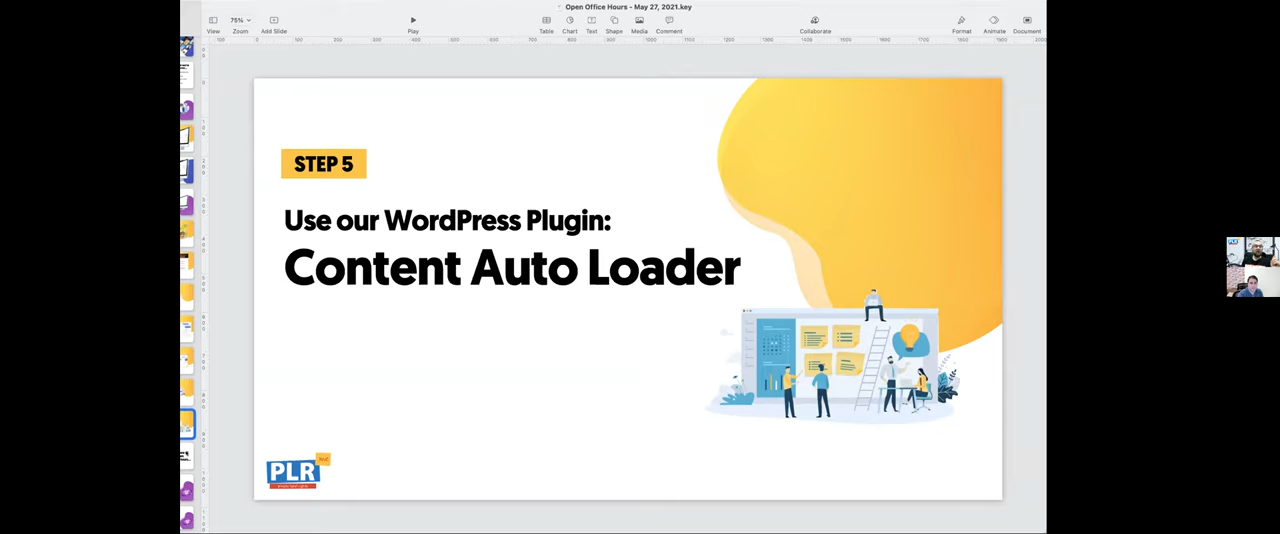 Open Office Hours - May 27, 2021.key
75%
View
Zoom
Add Slide
Play
Table
Chart
Text
Shape
Media
Comment
Collaborate
Format
Animate
Document
STEP 5
Use our WordPress Plugin:
Content Auto Loader
PLR